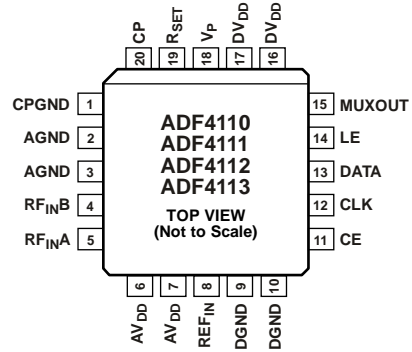 CP
RSET
VP
DVDD
DVDD
20
19
18
17
16
CPGND 1
AGND 2
AGND 3
RFINB 4
RFINA 5
ADF4110
ADF4111
ADF4112
ADF4113
TOP VIEW
(Not to Scale)
15 MUXOUT
14 LE
13 DATA
12 CLK
11 CE
6
7
8
9
10
AVDD
AVDD
REFIN
DGND
DGND